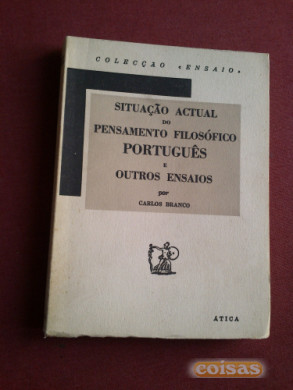 COLECÇÃO «ENSAIO»
SITUAÇÃO ACTUAL
DO
PENSAMENTO FILOSÓFICO
PORTUGUÊS
E
OUTROS ENSAIOS
por
CARLOS BRANCO
ATICA
coisas